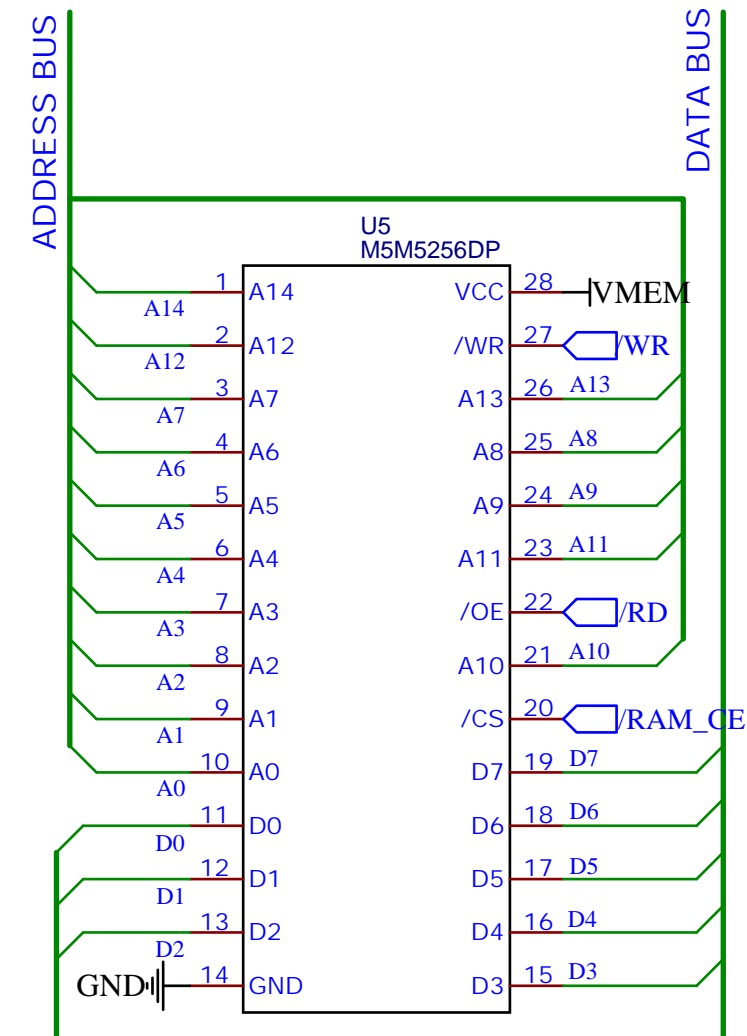 ADDRESS BUS
DATA BUS
U5
M5M5256DP
1 A14 VCC 28 VMEM
A14
2 A12 /WR 27 /WR
A12
3 A7 A13 26 A13
A7
4 A6 A8 25 A8
A6
5 A5 A9 24 A9
A5
6 A4 A11 23 A11
A4
7 A3 /OE 22 /RD
A3
8 A2 A10 21 A10
A2
9 A1 /CS 20 /RAM_CE
A1
10 A0 D7 19 D7
A0
11 D0 D6 18 D6
D0
12 D1 D5 17 D5
D1
13 D2 D4 16 D4
D2
GND 14 GND D3 15 D3